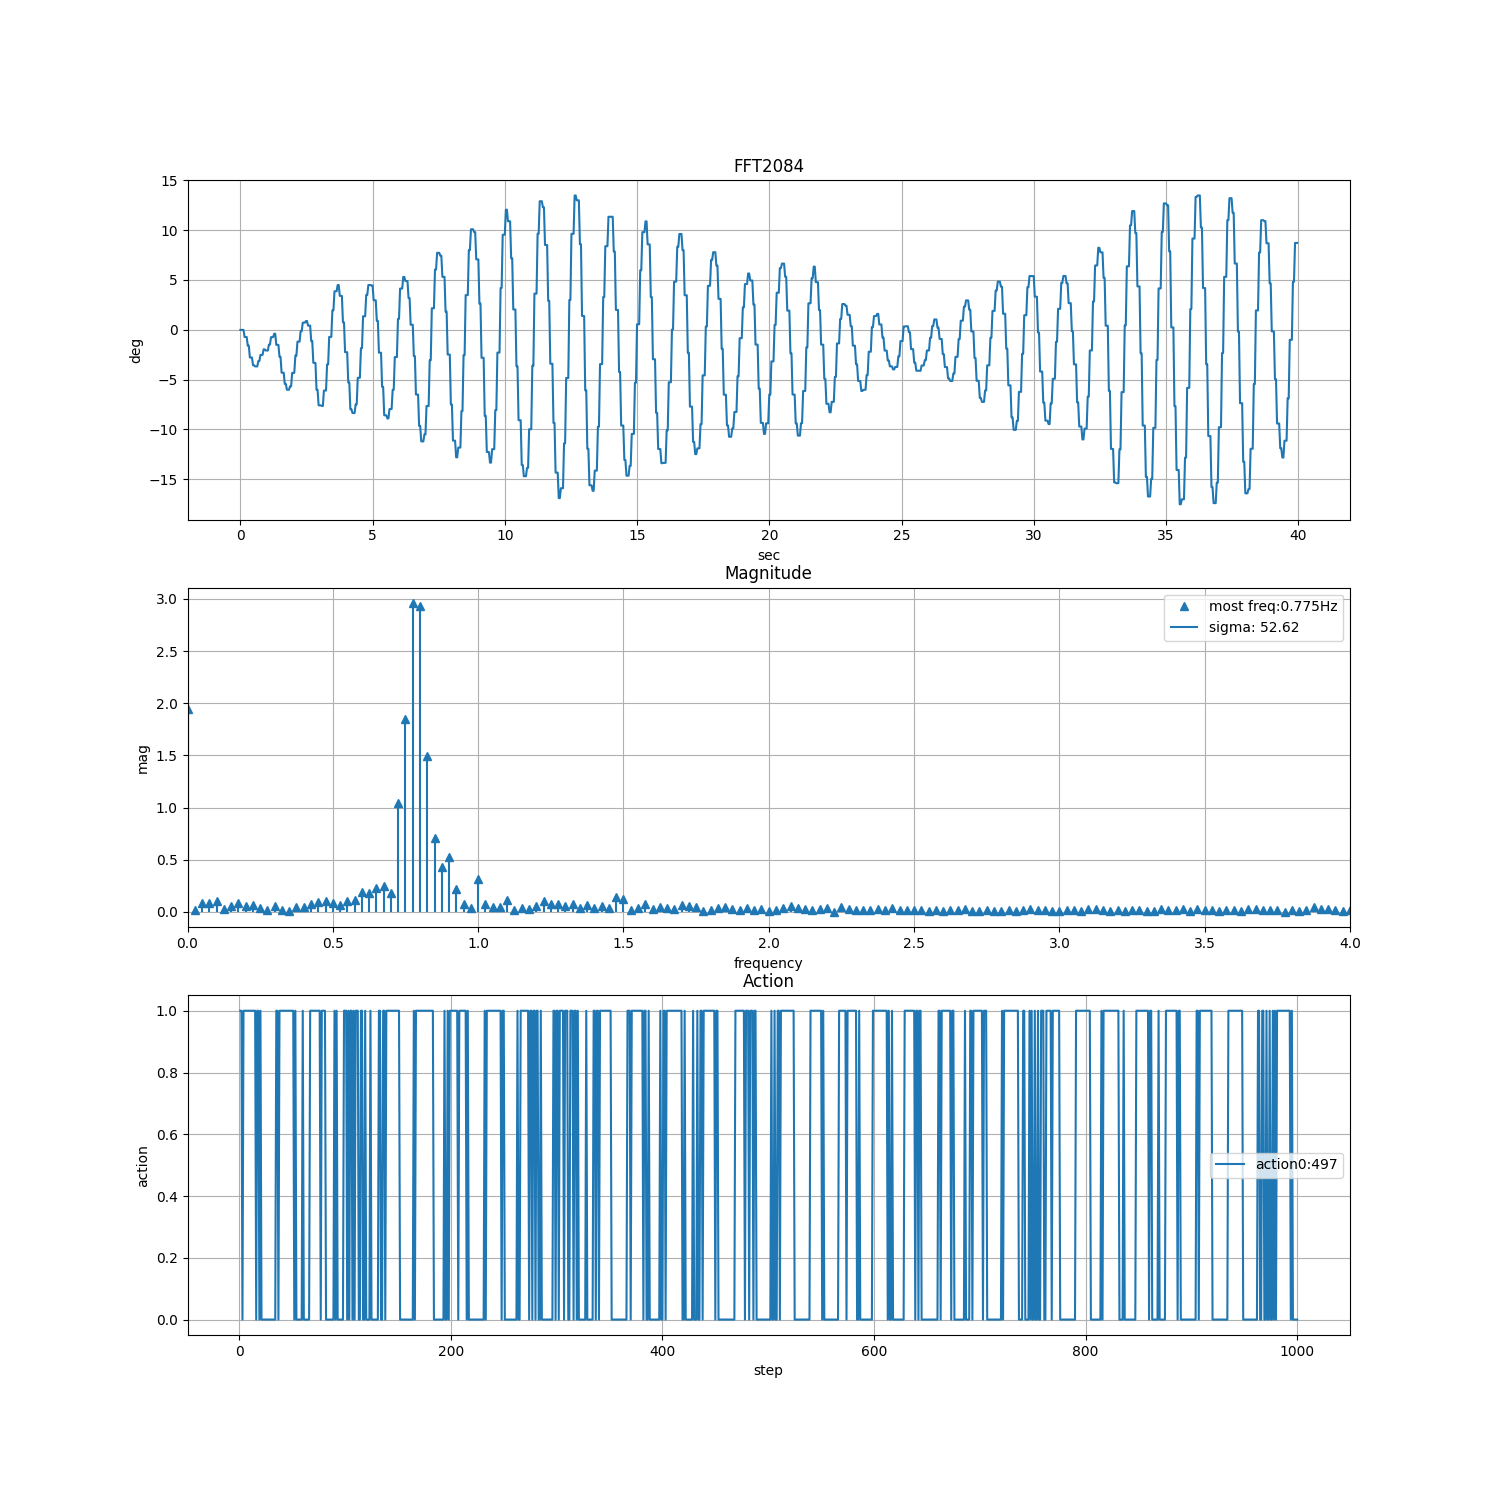 FFT2084
15
10
5
0
−5
−10
−15
deg
0 5 10 15 20 25 30 35 40
sec
Magnitude
3.0
2.5
2.0
1.5
1.0
0.5
0.0
mag
most freq:0.775Hz
sigma: 52.62
0.0 0.5 1.0 1.5 2.0 2.5 3.0 3.5 4.0
frequency
Action
1.0
0.8
0.6
0.4
0.2
0.0
action
action0:497
0 200 400 600 800 1000
step